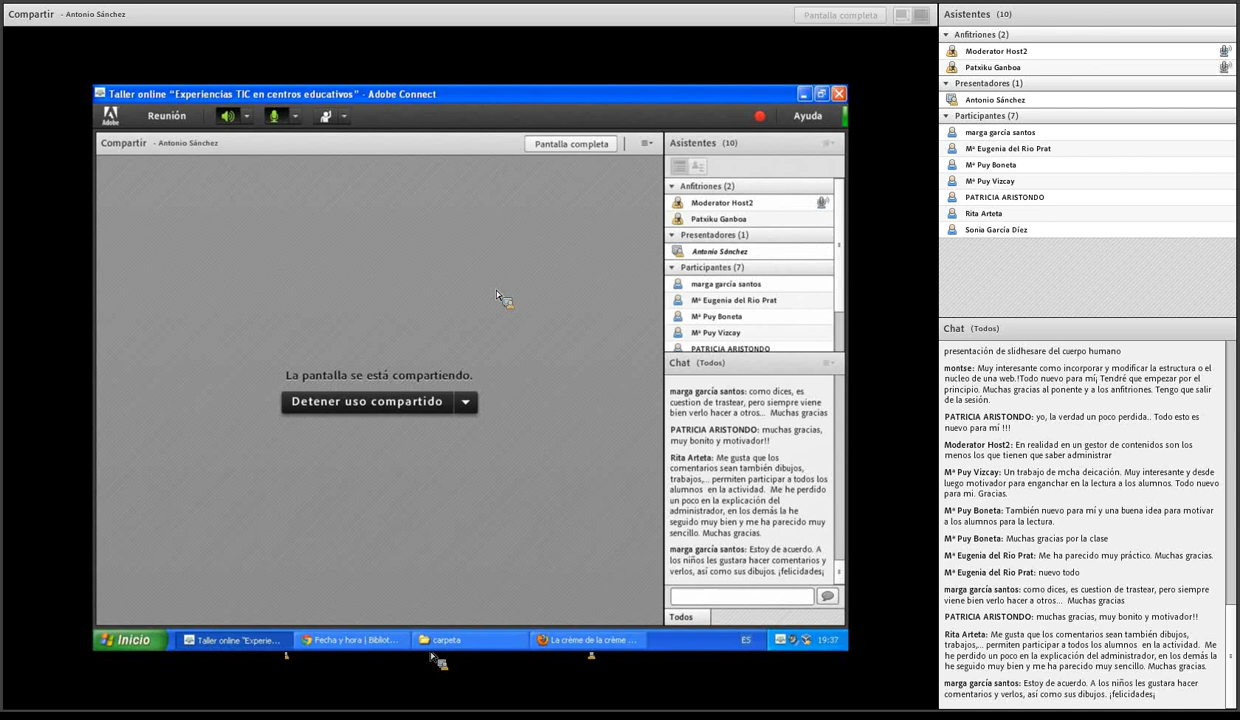 Compartir - Antonio Sánchez
Pantalla completa
Taller online "Experiencias TIC en centros educativos" - Adobe Connect
Adobe
Reunión
Ayuda
Compartir - Antonio Sánchez
Pantalla completa
La pantalla se está compartiendo.
Detener uso compartido
Asistentes (10)
Anfitriones (2)
Moderator Host2
Patxiku Ganboa
Presentadores (1)
Antonio Sánchez
Participantes (7)
marga garcía santos
Mª Eugenia del Rio Prat
Mª Puy Boneta
Mª Puy Vizcay
PATRICIA ARISTONDO
Chat (Todos)
marga garcía santos: como dices, es
cuestion de trastear, pero siempre viene
bien verlo hacer a otros... Muchas gracias
PATRICIA ARISTONDO: muchas gracias,
muy bonito y motivador!!
Rita Arteta: Me gusta que los
comentarios sean también dibujos,
trabajos,... permiten participar a todos los
alumnos en la actividad. Me he perdido
un poco en la explicación del
administrador, en los demás la he
seguido muy bien y me ha parecido muy
sencillo. Muchas gracias.
marga garcía santos: Estoy de acuerdo. A
los niños les gustara hacer comentarios y
verlos, así como sus dibujos. ¡felicidades¡
Todos
Inicio
Taller online "Experie...
Fecha y hora | Bibliot...
carpeta
La crème de la crème ...
ES
19:37
Asistentes (10)
Anfitriones (2)
Moderator Host2
Patxiku Ganboa
Presentadores (1)
Antonio Sánchez
Participantes (7)
marga garcía santos
Mª Eugenia del Rio Prat
Mª Puy Boneta
Mª Puy Vizcay
PATRICIA ARISTONDO
Rita Arteta
Sonia García Díez
Chat (Todos)
presentación de slidhesare del cuerpo humano
montse: Muy interesante como incorporar y modificar la estructura o el
nucleo de una web.!Todo nuevo para mí¡ Tendré que empezar por el
principio. Muchas gracias al ponente y a los anfitriones. Tengo que salir
de la sesión.
PATRICIA ARISTONDO: yo, la verdad un poco perdida.. Todo esto es
nuevo para mí !!!
Moderator Host2: En realidad en un gestor de contenidos son los
menos los que tienen que saber administrar
Mª Puy Vizcay: Un trabajo de mcha deicación. Muy interesante y desde
luego motivador para enganchar en la lectura a los alumnos. Todo nuevo
para mi. Gracias.
Mª Puy Boneta: También nuevo para mí y una buena idea para motivar
a los alumnos para la lectura.
Mª Puy Boneta: Muchas gracias por la clase
Mª Eugenia del Rio Prat: Me ha parecido muy práctico. Muchas gracias.
Mª Eugenia del Rio Prat: nuevo todo
marga garcía santos: como dices, es cuestion de trastear, pero siempre
viene bien verlo hacer a otros... Muchas gracias
PATRICIA ARISTONDO: muchas gracias, muy bonito y motivador!!
Rita Arteta: Me gusta que los comentarios sean también dibujos,
trabajos,... permiten participar a todos los alumnos en la actividad. Me
he perdido un poco en la explicación del administrador, en los demás la
he seguido muy bien y me ha parecido muy sencillo. Muchas gracias.
marga garcía santos: Estoy de acuerdo. A los niños les gustara hacer
comentarios y verlos, así como sus dibujos. ¡felicidades¡